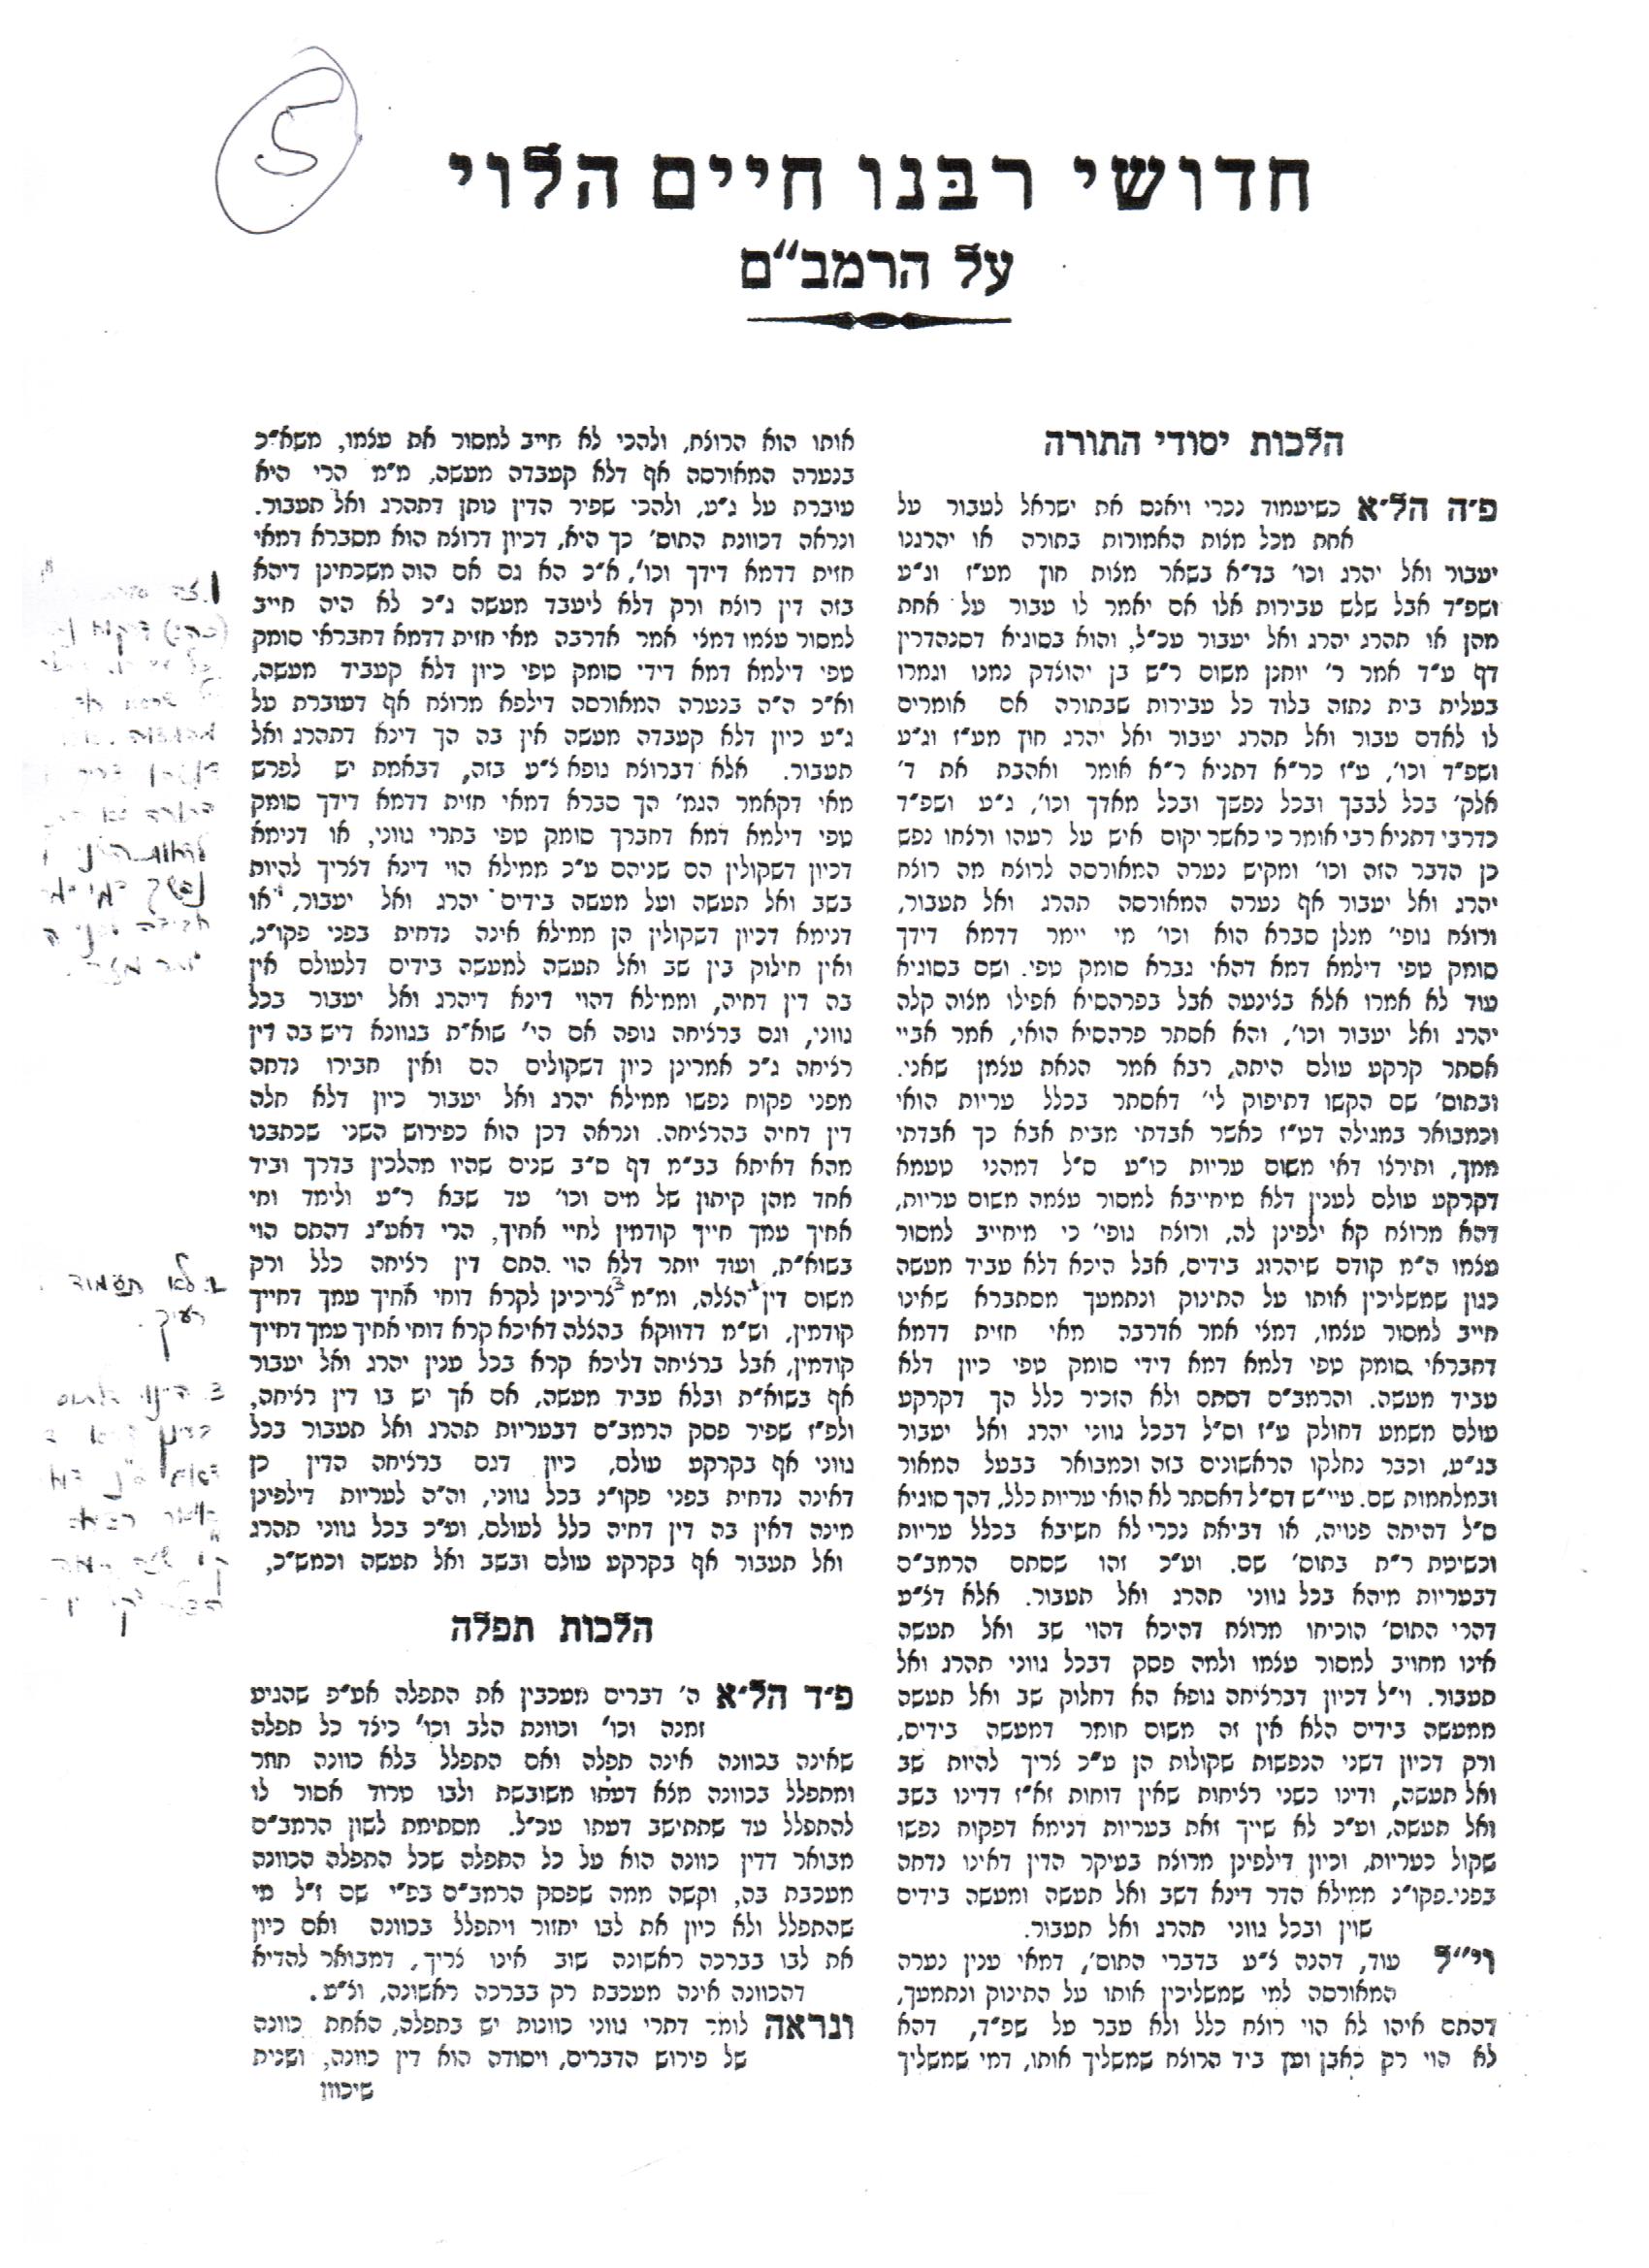 חדושי רבנו חיים הלוי
על הרמב"ם
הלכות יסודי התורה
פ"ה הל"א כשיעמוד נכרי ויאנס את ישראל לעבור על
אחת מכל מצות האמורות בתורה או יהרגנו
יעבור ואל יהרג וכו' בד"א בשאר מצות חוץ מע"ז וג"ע
ושפ"ד אבל שלש עבירות אלו אם יאמר לו עבור על אחת
מהן או תהרג יהרג ואל יעבור עכ"ל, והוא בסוגיא דסנהדרין
דף ע"ד אמר ר' יוחנן משום ר"ש בן יהוצדק נמנו וגמרו
בעלית בית נתזה בלוד כל עבירות שבתורה אם אומרים
לו לאדם עבור ואל תהרג יעבור ואל יהרג חוץ מע"ז וג"ע
ושפ"ד וכו', ע"ז כר"א דתניא ר"א אומר ואהבת את ד'
אלק' בכל לבבך ובכל נפשך ובכל מאדך וכו', ג"ע ושפ"ד
כדרבי דתניא רבי אומר כי כאשר יקום איש על רעהו ורצחו נפש
כן הדבר הזה וכו' ומקיש נערה המאורסה לרוצח מה רוצח
יהרג ואל יעבור אף נערה המאורסה תהרג ואל תעבור,
ורוצח גופי' מנלן סברא הוא וכו' מי יימר דדמא דידך
סומק טפי דילמא דמא דהאי גברא סומק טפי. ושם בסוגיא
עוד לא אמרו אלא בצינעה אבל בפרהסיא אפילו מצוה קלה
יהרג ואל יעבור וכו', והא אסתר פרהסיא הואי, אמר אביי
אסתר קרקע עולם היתה, רבא אמר הנאת עצמן שאני.
ובתוס' שם הקשו דתיפוק לי' דאסתר בכלל עריות הואי
וכמבואר במגילה דט"ז כאשר אבדתי מבית אבא כך אבדתי
ממך, ותירצו דאי משום עריות כו"ע ס"ל דמהני טעמא
דקרקע עולם לענין דלא מיחייבא למסור עצמה משום עריות,
דהא מרוצח קא ילפינן לה, ורוצח גופי' כי מיחייב למסור
עצמו ה"מ קודם שיהרוג בידים, אבל היכא דלא עביד מעשה
כגון שמשליכין אותו על התינוק ונתמעך מסתברא שאינו
חייב למסור עצמו, דמצי אמר אדרבה מאי חזית דדמא
דחבראי סומק טפי דלמא דמא דידי סומק טפי כיון דלא
עביד מעשה. והרמב"ם דסתם ולא הזכיר כלל הך דקרקע
עולם משמע דחולק ע"ז וס"ל דבכל גווני יהרג ואל יעבור
בג"ע, וכבר נחלקו הראשונים בזה וכמבואר בבעל המאור
ובמלחמות שם. עיי"ש דס"ל דאסתר לא הואי עריות כלל, דהך סוגיא
ס"ל דהיתה פנויה, או דביאת נכרי לא חשיבא בכלל עריות
וכשיטת ר"ת בתוס' שם. וע"כ זהו שסתם הרמב"ם
דבעריות מיהא בכל גווני תהרג ואל תעבור. אלא דצ"ע
דהרי התוס' הוכיחו מרוצח דהיכא דהוי שב ואל תעשה
אינו מחויב למסור עצמו ולמה פסק דבכל גווני תהרג ואל
תעבור. וי"ל דכיון דברציחה גופא הא דחלוק שב ואל תעשה
ממעשה בידים הלא אין זה משום חומר דמעשה בידים,
ורק דכיון דשני הנפשות שקולות הן ע"כ צריך להיות שב
ואל תעשה, ודינו כשני רציחות שאין דוחות זא"ז דדינו בשב
ואל תעשה, וע"כ לא שייך זאת בעריות דנימא דפקוח נפשו
שקול כעריות, וכיון דילפינן מרוצח בעיקר הדין דאינו נדחה
בפני פקו"נ ממילא הדר דינא דשב ואל תעשה ומעשה בידים
שוין ובכל גווני תהרג ואל תעבור.
וי"ל עוד, דהנה צ"ע בדברי התוס', דמאי ענין נערה
המאורסה למי שמשליכין אותו על התינוק ונתמעך,
דהתם איהו לא הוי רוצח כלל ולא עבר על שפ"ד, דהא
לא הוי רק כאבן ועץ ביד הרוצח שמשליך אותו, דמי שמשליך
אותו הוא הרוצח, ולהכי לא חייב למסור את עצמו, משא"כ
בנערה המאורסה אף דלא קעבדה מעשה, מ"מ הרי היא
עוברת על ג"ע, ולהכי שפיר הדין נותן דתהרג ואל תעבור.
ונראה דכוונת התוס' כך היא, דכיון דרוצח הוא מסברא דמאי
חזית דדמא דידך וכו', א"כ הא גם אם הוה משכחינן דיהא
בזה דין רוצח ורק דלא ליעבד מעשה ג"כ לא היה חייב
למסור עצמו דמצי אמר אדרבה מאי חזית דדמא דחבראי סומק
טפי דילמא דמא דידי סומק טפי כיון דלא קעביד מעשה,
וא"כ ה"ה בנערה המאורסה דילפא מרוצח אף דעוברת על
ג"ע כיון דלא קעבדה מעשה אין בה הך דינא דתהרג ואל
תעבור. אלא דברוצח גופא צ"ע בזה, דבאמת יש לפרש
מאי דקאמר הגמ' הך סברא דמאי חזית דדמא דידך סומק
טפי דילמא דמא דחברך סומק טפי בתרי גווני, או דנימא
דכיון דשקולין הם שניהם ע"כ ממילא הוי דינא דצריך להיות
בשב ואל תעשה ועל מעשה בידים יהרג ואל יעבור, או
דנימא דכיון דשקולין הן ממילא אינה נדחית בפני פקו"נ,
ואין חילוק בין שב ואל תעשה למעשה בידים דלעולם אין
בה דין דחיה, וממילא דהוי דינא דיהרג ואל יעבור בכל
גווני, וגם ברציחה גופה אם הי' שוא"ת בגוונא דיש בה דין
רציחה ג"כ אמרינן כיון דשקולים הם ואין חבירו נדחה
מפני פקוח נפשו ממילא יהרג ואל יעבור כיון דלא חלה
דין דחיה בהרציחה. ונראה דכן הוא כפירוש השני שכתבנו
מהא דאיתא בב"מ דף ס"ב שנים שהיו מהלכין בדרך וביד
אחד מהן קיתון של מים וכו' עד שבא ר"ע ולימד וחי
אחיך עמך חייך קודמין לחיי אחיך, הרי דאע"ג דהתם הוי
בשוא"ת, ועוד יותר דלא הוי התם דין רציחה כלל ורק
משום דין הצלה, ומ"מ צריכינן לקרא דוחי אחיך עמך דחייך
קודמין, וש"מ דדווקא בהצלה דאיכא קרא דוחי אחיך עמך דחייך
קודמין, אבל ברציחה דליכא קרא בכל ענין יהרג ואל יעבור
אף בשוא"ת ובלא עביד מעשה, אם אך יש בו דין רציחה,
ולפ"ז שפיר פסק הרמב"ם דבעריות תהרג ואל תעבור בכל
גווני אף בקרקע עולם, כיון דגם ברציחה הדין כן
דאינה נדחית בפני פקו"נ בכל גווני, וה"ה לעריות דילפינן
מינה דאין בה דין דחיה כלל לעולם, וע"כ בכל גווני תהרג
ואל תעבור אף בקרקע עולם ובשב ואל תעשה וכמש"כ,
הלכות תפלה
פ"ד הל"א ה' דברים מעכבין את התפלה אע"פ שהגיע
זמנה וכו' וכוונת הלב וכו' כיצד כל תפלה
שאינה בכוונה אינה תפלה ואם התפלל בלא כוונה חוזר
ומתפלל בכוונה מצא דעתו משובשת ולבו טרוד אסור לו
להתפלל עד שתתישב דעתו עכ"ל. מסתימת לשון הרמב"ם
מבואר דדין כוונה הוא על כל התפלה שכל התפלה הכוונה
מעכבת בה, וקשה ממה שפסק הרמב"ם בפ"י שם ז"ל מי
שהתפלל ולא כיון את לבו יחזור ויתפלל בכוונה ואם כיון
את לבו בברכה ראשונה שוב אינו צריך, דמבואר להדיא
דהכוונה אינה מעכבת רק בברכה ראשונה, וצ"ע.
ונראה לומר דתרי גווני כוונות יש בתפלה, האחת כוונה
של פירוש הדברים, ויסודה הוא דין כוונה, ושנית
שיכוון
לא תעמוד